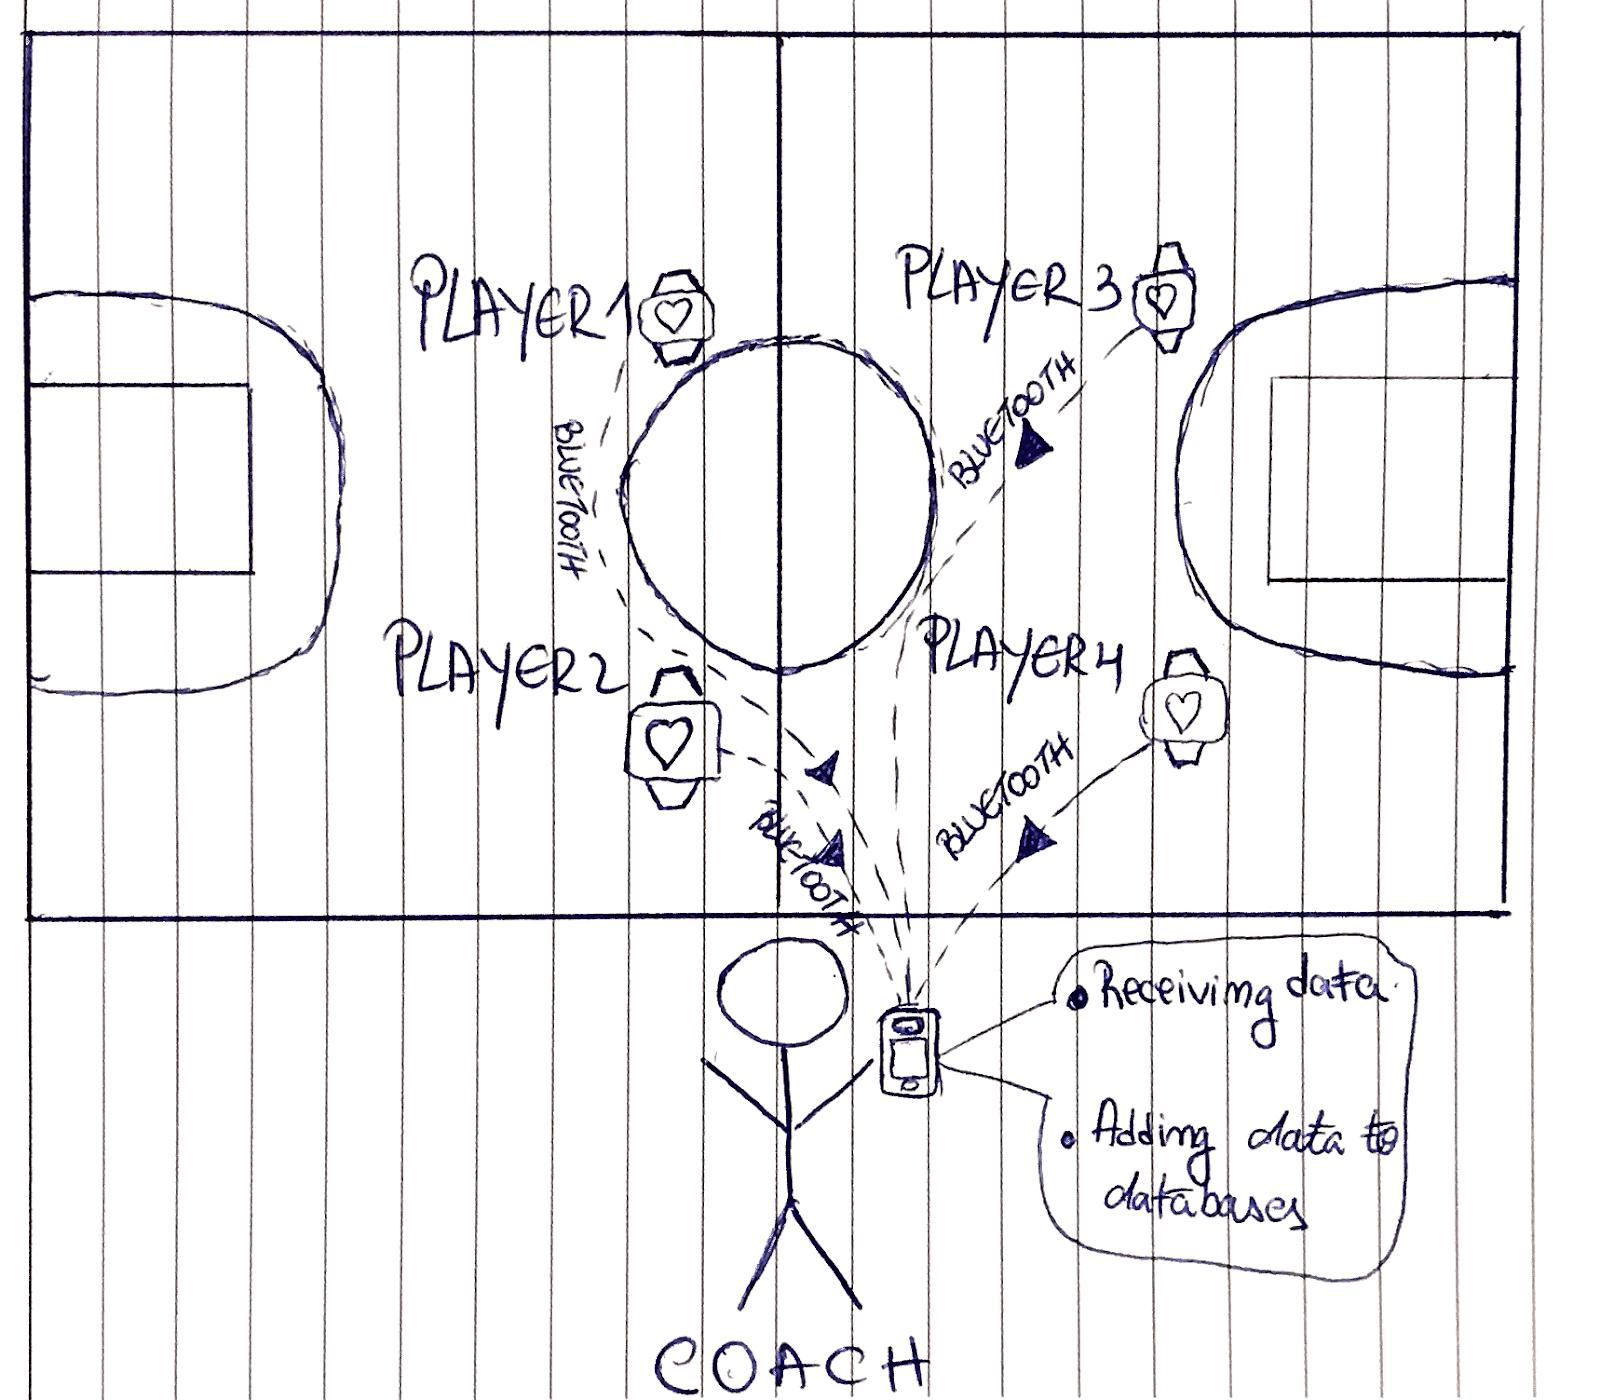 PLAYER 1
PLAYER 3
BLUETOOTH
BLUETOOTH
PLAYER 2
PLAYER 4
BLUETOOTH
BLUETOOTH
• Receiving data
• Adding data to
databases
COACH